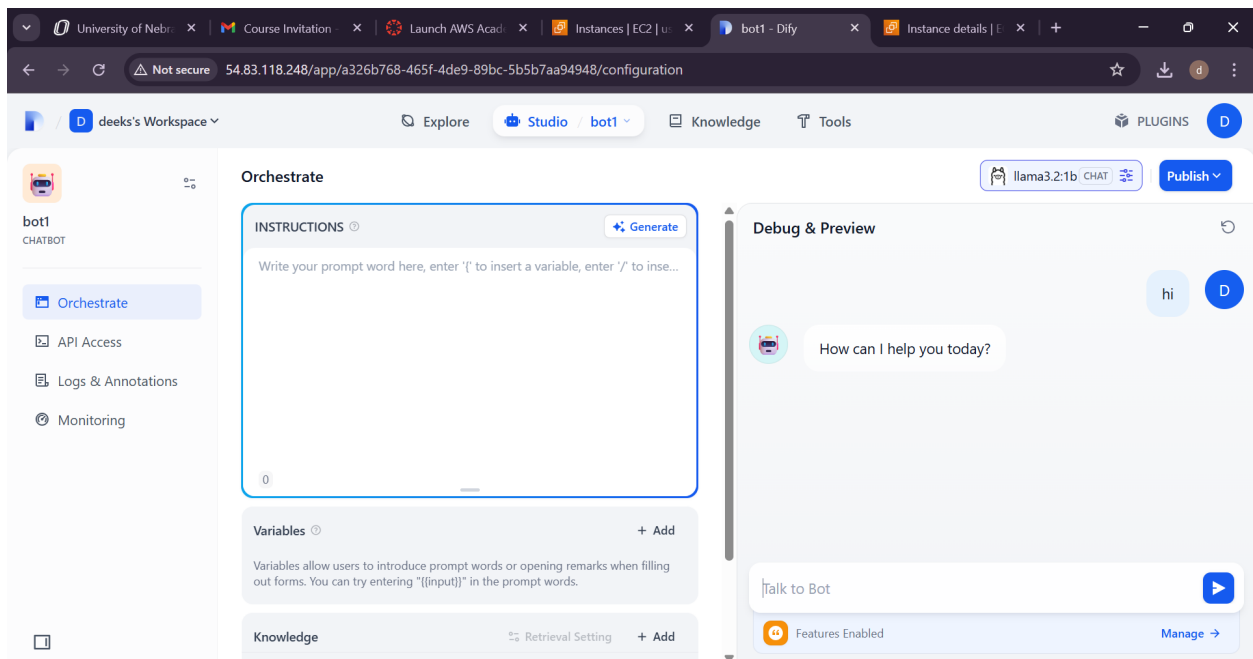 University of Nebra
Course Invitation -
Launch AWS Acade
Instances | EC2 | us
bot1 - Dify
Instance details | E
Not secure
54.83.118.248/app/a326b768-465f-4de9-89bc-5b5b7aa94948/configuration
d
D
deeks's Workspace
Explore
Studio / bot1
Knowledge
Tools
PLUGINS
D
bot1
CHATBOT
Orchestrate
API Access
Logs & Annotations
Monitoring
Orchestrate
llama3.2:1b CHAT
Publish
INSTRUCTIONS
Generate
Write your prompt word here, enter '{' to insert a variable, enter '/' to inse...
0
Variables
+ Add
Variables allow users to introduce prompt words or opening remarks when filling
out forms. You can try entering "{{input}}" in the prompt words.
Knowledge
Retrieval Setting
+ Add
Debug & Preview
hi
D
How can I help you today?
Talk to Bot
Features Enabled
Manage →